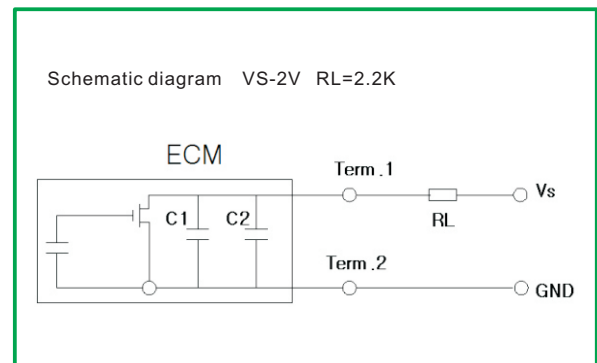 Schematic diagram VS-2V RL=2.2K
ECM
Term .1
Vs
C1 C2
RL
Term .2
GND